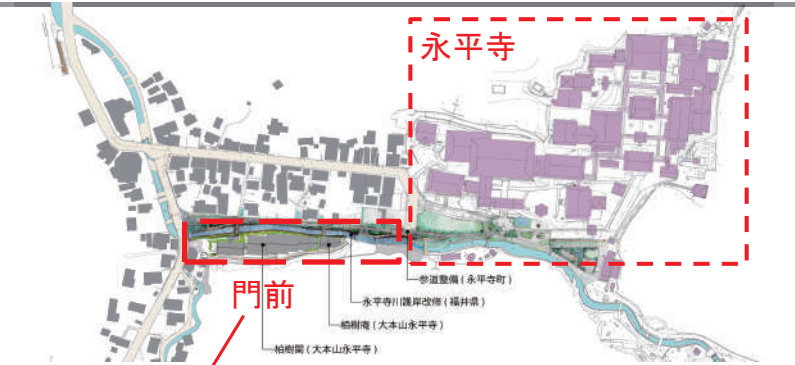 永平寺
門前
参道整備(永平寺町)
永平寺川護岸改修(福井県)
栢樹庵(大本山永平寺)
柏樹関(大本山永平寺)